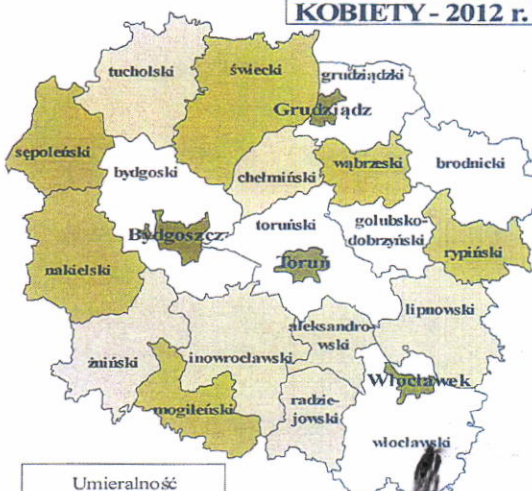 KOBIETY - 2012 r.
tucholski
świecki
grudziądzki
Grudziądz
sępoleński
bydgoski
chełmiński
wąbrzeski
brodnicki
Bydgoszcz
toruński
golubsko-
dobrzyński
rypiński
nakielski
Toruń
lipnowski
żniński
inowrocławski
aleksandro-
wski
Włocławek
mogileński
radzie-
jowski
włocławski
Umieralność